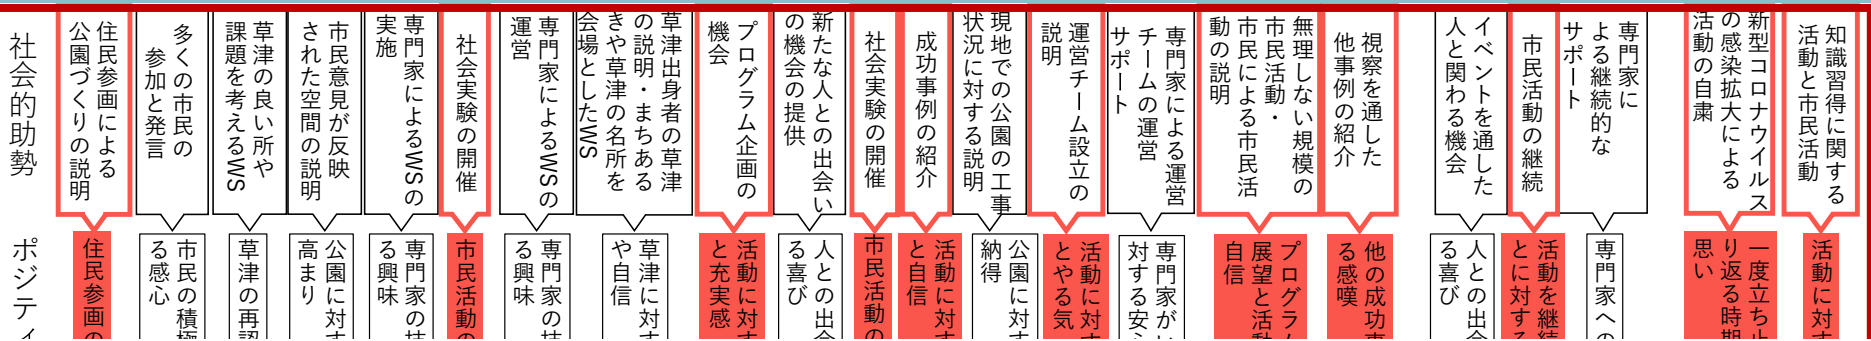 社会的助勢
住民参画による
公園づくりの説明
多くの市民の
参加と発言
草津の良い所や
課題を考えるWS
市民意見が反映
された空間の説明
専門家によるWSの
実施
社会実験の開催
専門家によるWSの
運営
草津出身者の草津
の説明・まちある
きや草津の名所を
会場としたWS
プログラム企画の
機会
新たな人との出会い
の機会の提供
社会実験の開催
成功事例の紹介
現地での公園の工事
状況に対する説明
運営チーム設立の
説明
専門家による運営
チームの運営
サポート
無理しない規模の
市民活動・
市民による市民活
動の説明
視察を通した
他事例の紹介
イベントを通した
人と関わる機会
市民活動の継続
専門家に
よる継続的な
サポート
新型コロナウイルス
の感染拡大による
活動の自粛
知識習得に関する
活動と市民活動
ポジティ
住民参画の
市民の積極
る感心
草津の再認
公園に対す
高まり
専門家の技
る興味
市民活動の
専門家の技
る興味
草津に対す
や自信
活動に対す
と充実感
人との出会
る喜び
市民活動の
活動に対す
と自信
公園に対す
納得
活動に対す
とやる気
専門家がい
対する安心
プログラム
展望と活動
自信
他の成功事
る感嘆
人との出会
る喜び
活動を継続
とに対する
専門家への
一度立ち止
り返る時期
思い
活動に対す